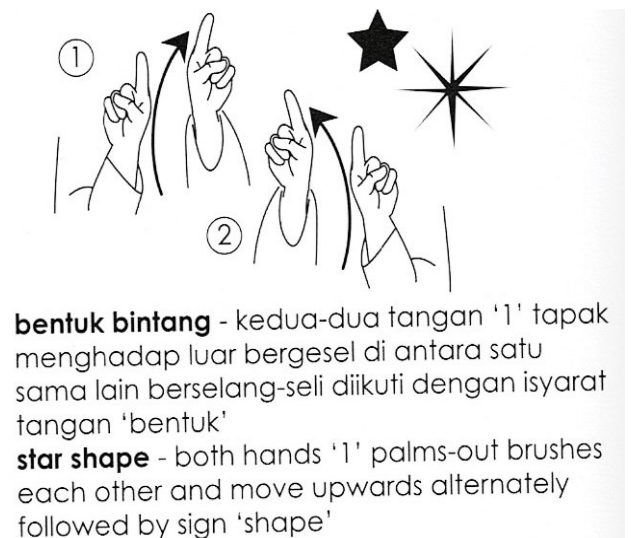 1
2
bentuk bintang - kedua-dua tangan ‘1’ tapak
menghadap luar bergesel di antara satu
sama lain berselang-seli diikuti dengan isyarat
tangan ‘bentuk’
star shape - both hands ‘1’ palms-out brushes
each other and move upwards alternately
followed by sign ‘shape’